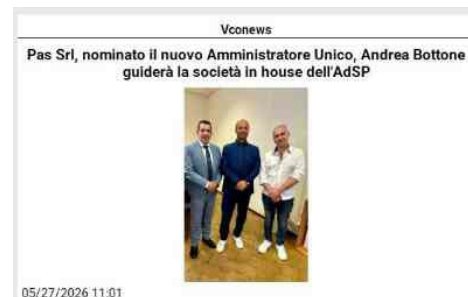 Vconews
Pas Srl, nominato il nuovo Amministratore Unico, Andrea Bottone
guiderà la società in house dell'AdSP
05/27/2026 11:01